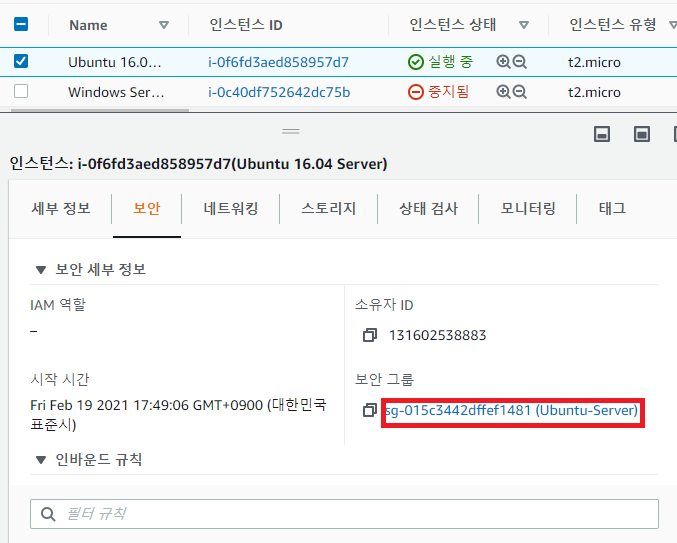 Name 인스턴스 ID 인스턴스 상태 인스턴스 유형
Ubuntu 16.0… i-0f6fd3aed858957d7 실행 중 t2.micro
Windows Ser… i-0c40df752642dc75b 중지됨 t2.micro
인스턴스: i-0f6fd3aed858957d7(Ubuntu 16.04 Server)
세부 정보 보안 네트워킹 스토리지 상태 검사 모니터링 태그
보안 세부 정보
IAM 역할 소유자 ID
– 131602538883
시작 시간 보안 그룹
Fri Feb 19 2021 17:49:06 GMT+0900 (대한민국 sg-015c3442dffef1481 (Ubuntu-Server)
표준시)
인바운드 규칙
필터 규칙